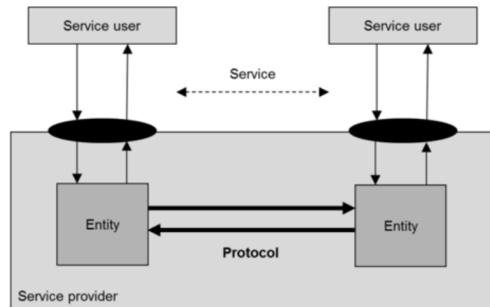 Service user
Service user
Service
Entity
Entity
Protocol
Service provider